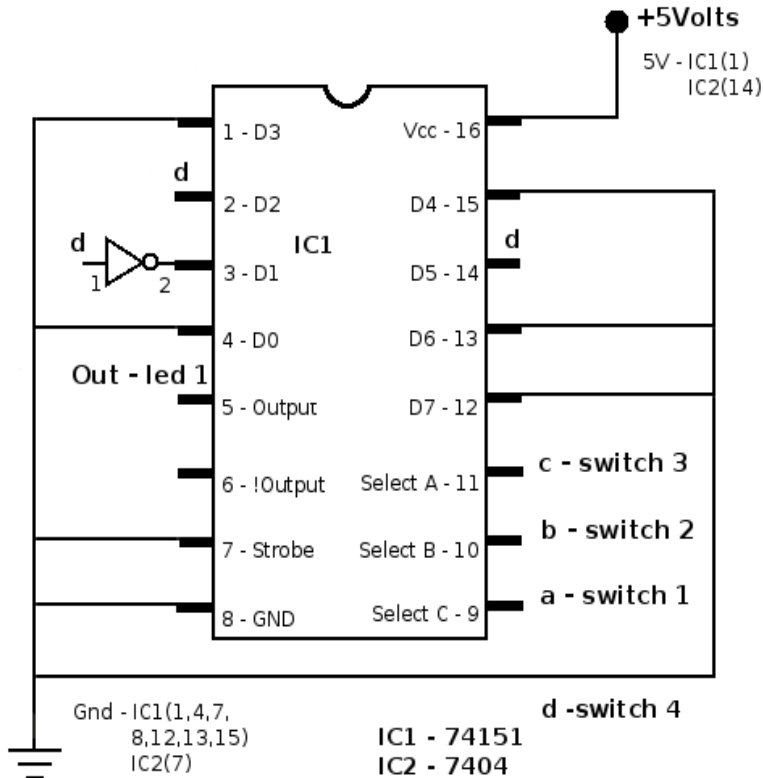 +5Volts
5V - IC1(1)
IC2(14)
1 - D3
Vcc - 16
d
2 - D2
D4 - 15
d
IC1
d
1
2
3 - D1
D5 - 14
4 - D0
D6 - 13
Out - led 1
5 - Output
D7 - 12
c - switch 3
6 - !Output
Select A - 11
b - switch 2
7 - Strobe
Select B - 10
a - switch 1
8 - GND
Select C - 9
Gnd - IC1(1,4,7,
8,12,13,15)
IC2(7)
d -switch 4
IC1 - 74151
IC2 - 7404